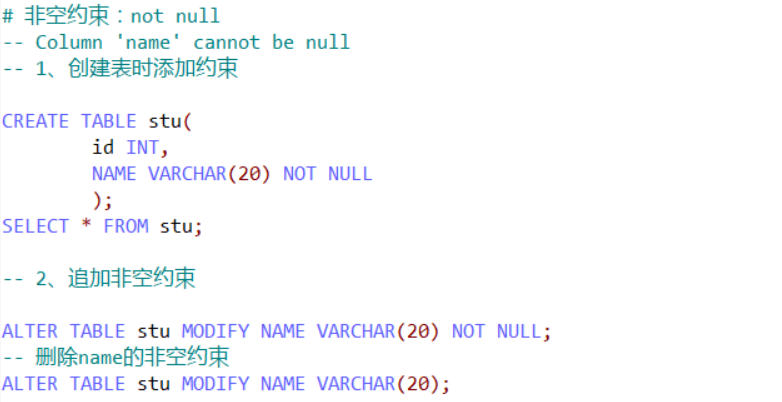 # 非空约束：not null
-- Column 'name' cannot be null
-- 1、创建表时添加约束
CREATE TABLE stu(
id INT,
NAME VARCHAR(20) NOT NULL
);
SELECT * FROM stu;
-- 2、追加非空约束
ALTER TABLE stu MODIFY NAME VARCHAR(20) NOT NULL;
-- 删除name的非空约束
ALTER TABLE stu MODIFY NAME VARCHAR(20);